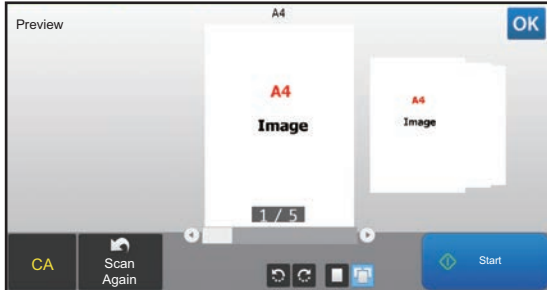 A4
Preview
OK
A4
Image
A4
Image
1 / 5
CA
Scan
Again
Start